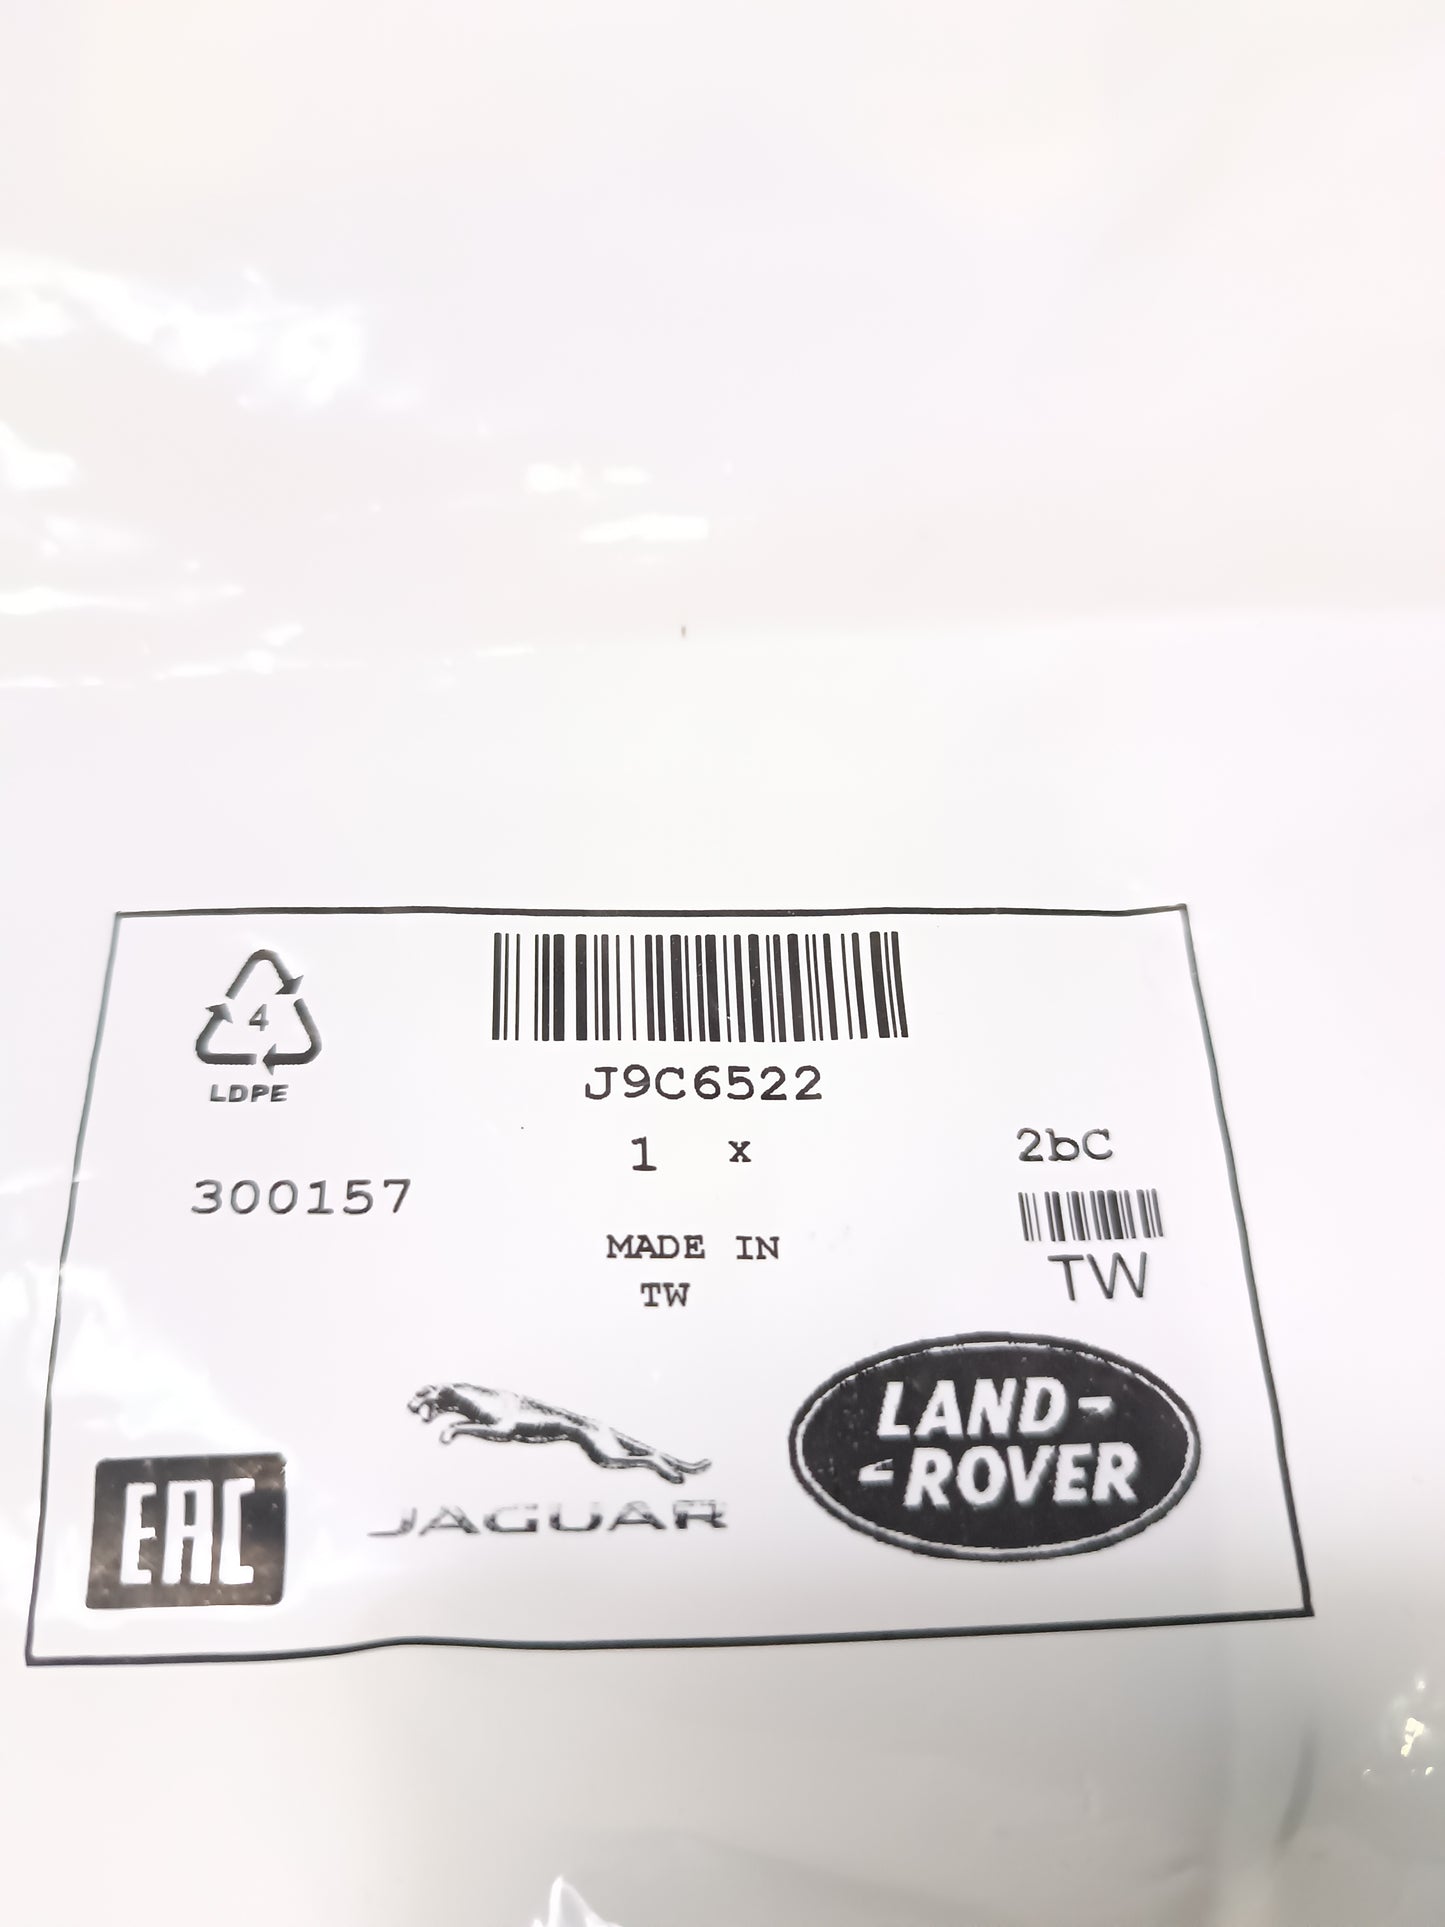 4
LDPE
J9C6522
1 x
2bC
300157
MADE IN
TW
TW
EAC
JAGUAR
LAND-
-ROVER